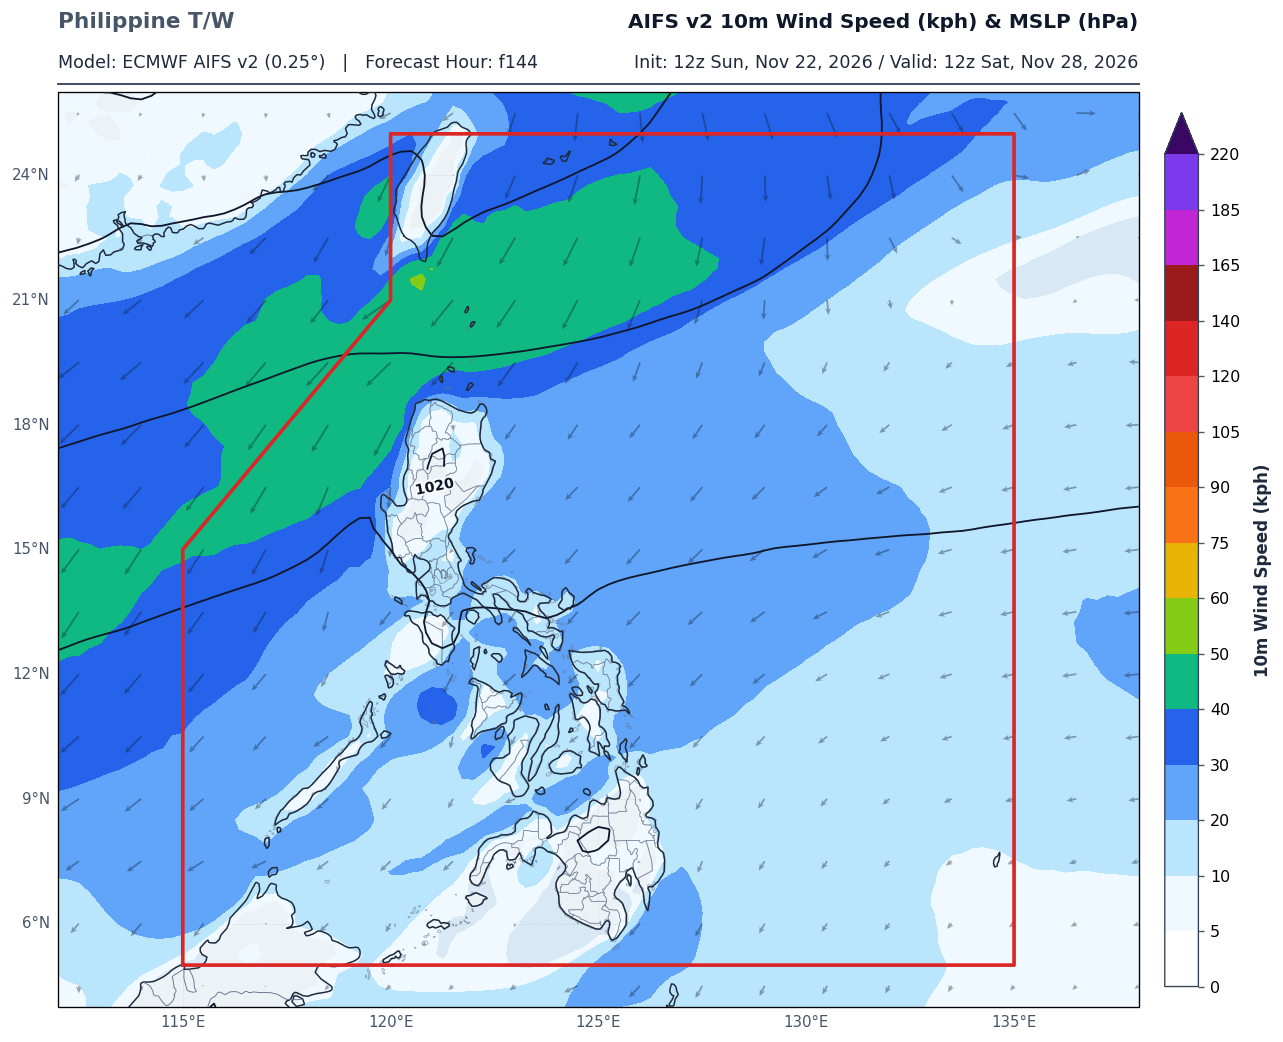 Philippine T/W
AIFS v2 10m Wind Speed (kph) & MSLP (hPa)
Model: ECMWF AIFS v2 (0.25°) | Forecast Hour: f144
Init: 12z Sun, Nov 22, 2026 / Valid: 12z Sat, Nov 28, 2026
24°N
21°N
18°N
15°N
12°N
9°N
6°N
1020
115°E
120°E
125°E
130°E
135°E
220
185
165
140
120
105
90
75
60
50
40
30
20
10
5
0
10m Wind Speed (kph)